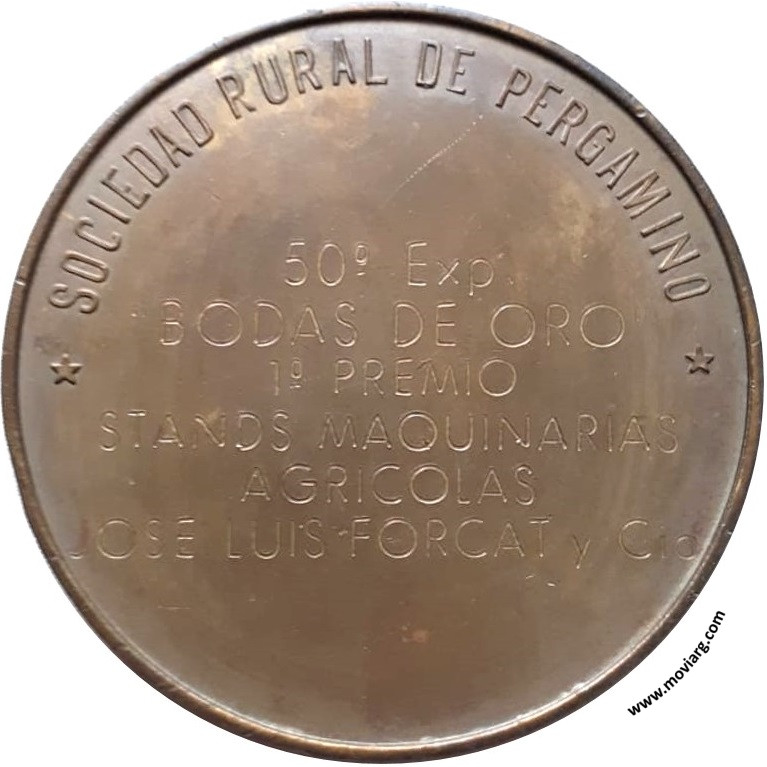 SOCIEDAD RURAL DE PERGAMINO
50º Exp.
"BODAS DE ORO"
1º PREMIO
STANDS MAQUINARIAS
AGRICOLAS
JOSE LUIS FORCAT y Cia
www.moviarg.com